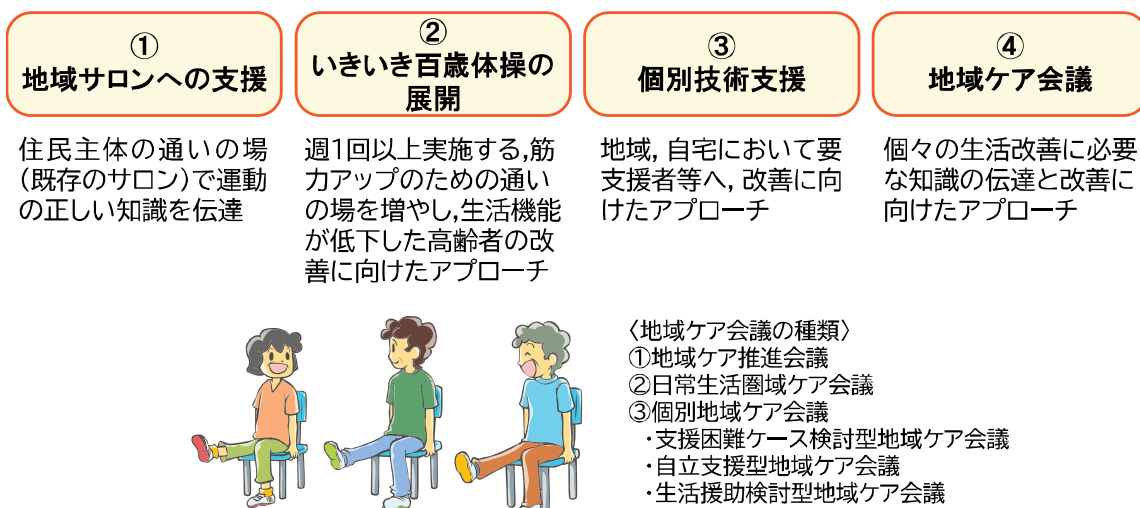 ①
地域サロンへの支援
住民主体の通いの場
(既存のサロン)で運動
の正しい知識を伝達
②
いきいき百歳体操の
展開
週1回以上実施する,筋
力アップのための通い
の場を増やし,生活機能
が低下した高齢者の改
善に向けたアプローチ
③
個別技術支援
地域, 自宅において要
支援者等へ, 改善に向
けたアプローチ
④
地域ケア会議
個々の生活改善に必要
な知識の伝達と改善に
向けたアプローチ
〈地域ケア会議の種類〉
①地域ケア推進会議
②日常生活圏域ケア会議
③個別地域ケア会議
・支援困難ケース検討型地域ケア会議
・自立支援型地域ケア会議
・生活援助検討型地域ケア会議